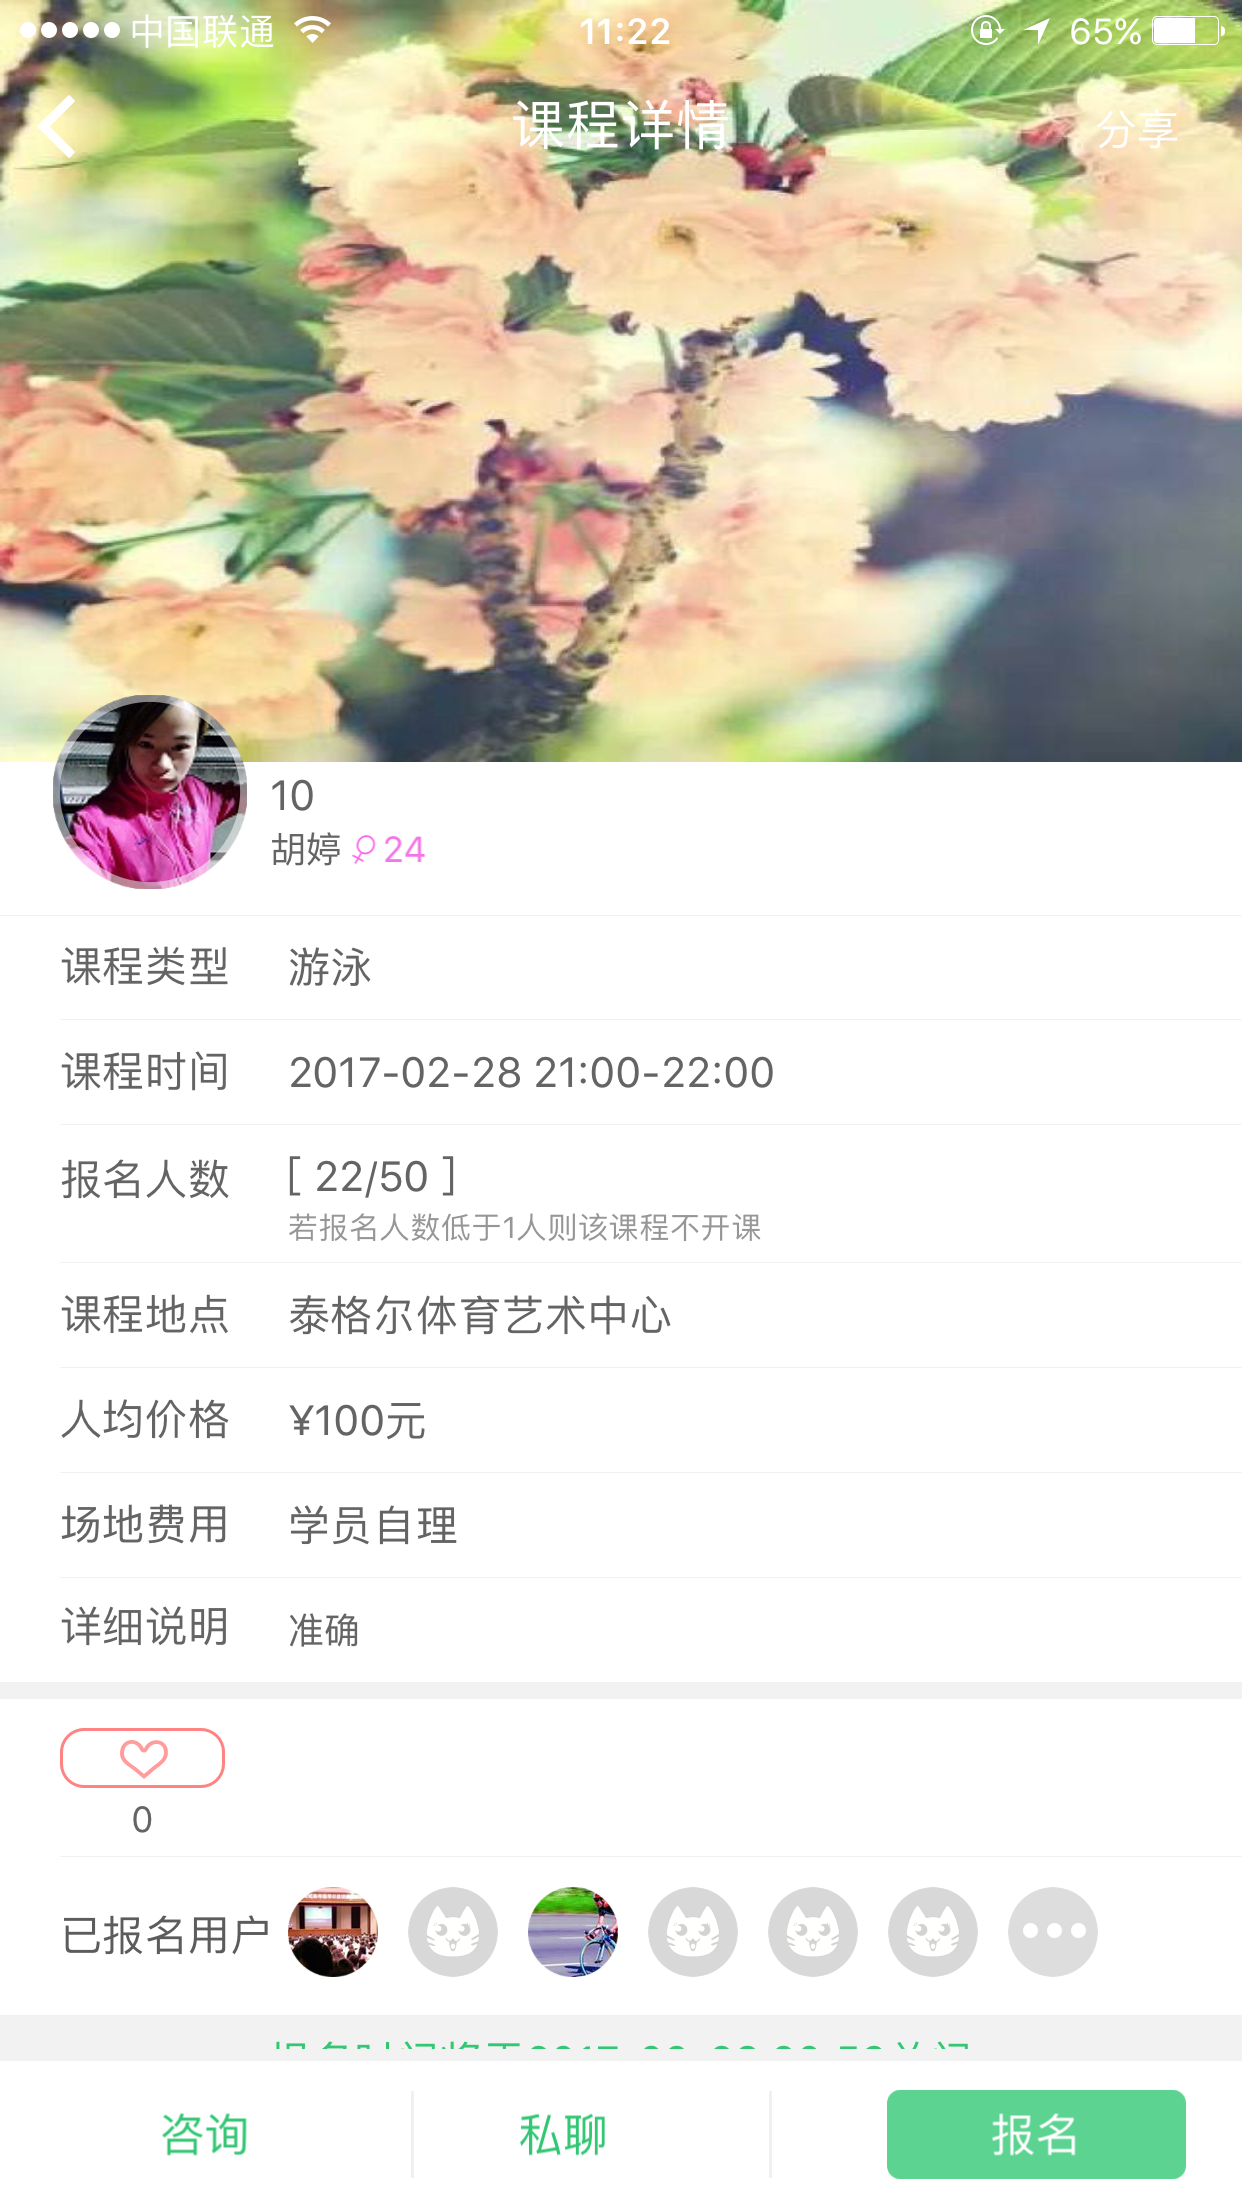 中国联通 11:22 65%
课程详情 分享
10
胡婷 24
课程类型 游泳
课程时间 2017-02-28 21:00-22:00
报名人数 [ 22/50 ]
若报名人数低于1人则该课程不开课
课程地点 泰格尔体育艺术中心
人均价格 ¥100元
场地费用 学员自理
详细说明 准确
0
已报名用户
咨询 私聊 报名